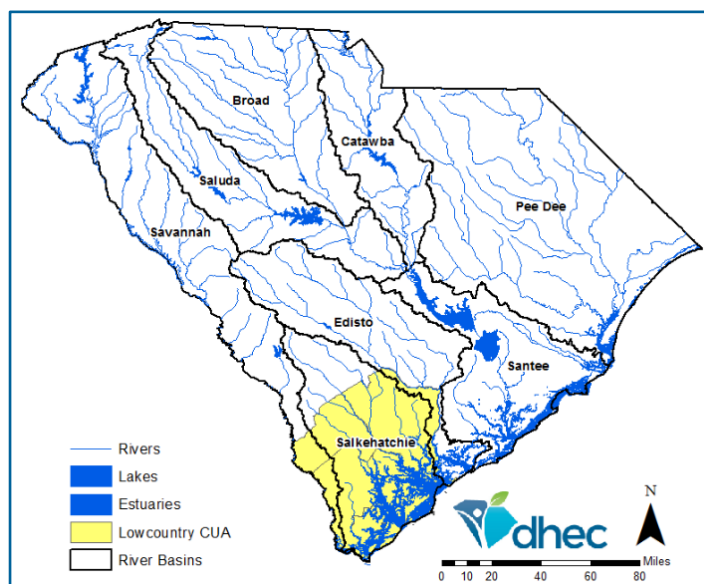 Broad
Catawba
Saluda
Pee Dee
Savannah
Edisto
Santee
Salkehatchie
Rivers
Lakes
Estuaries
Lowcountry CUA
River Basins
dhec
N
Miles
0 10 20 40 60 80